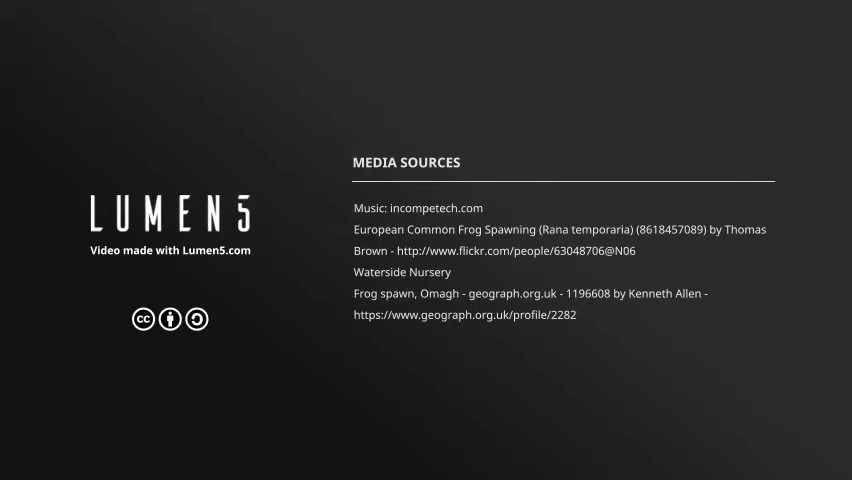 LUMEN5
Video made with Lumen5.com
cc
MEDIA SOURCES
Music: incompetech.com
European Common Frog Spawning (Rana temporaria) (8618457089) by Thomas
Brown - http://www.flickr.com/people/63048706@N06
Waterside Nursery
Frog spawn, Omagh - geograph.org.uk - 1196608 by Kenneth Allen -
https://www.geograph.org.uk/profile/2282